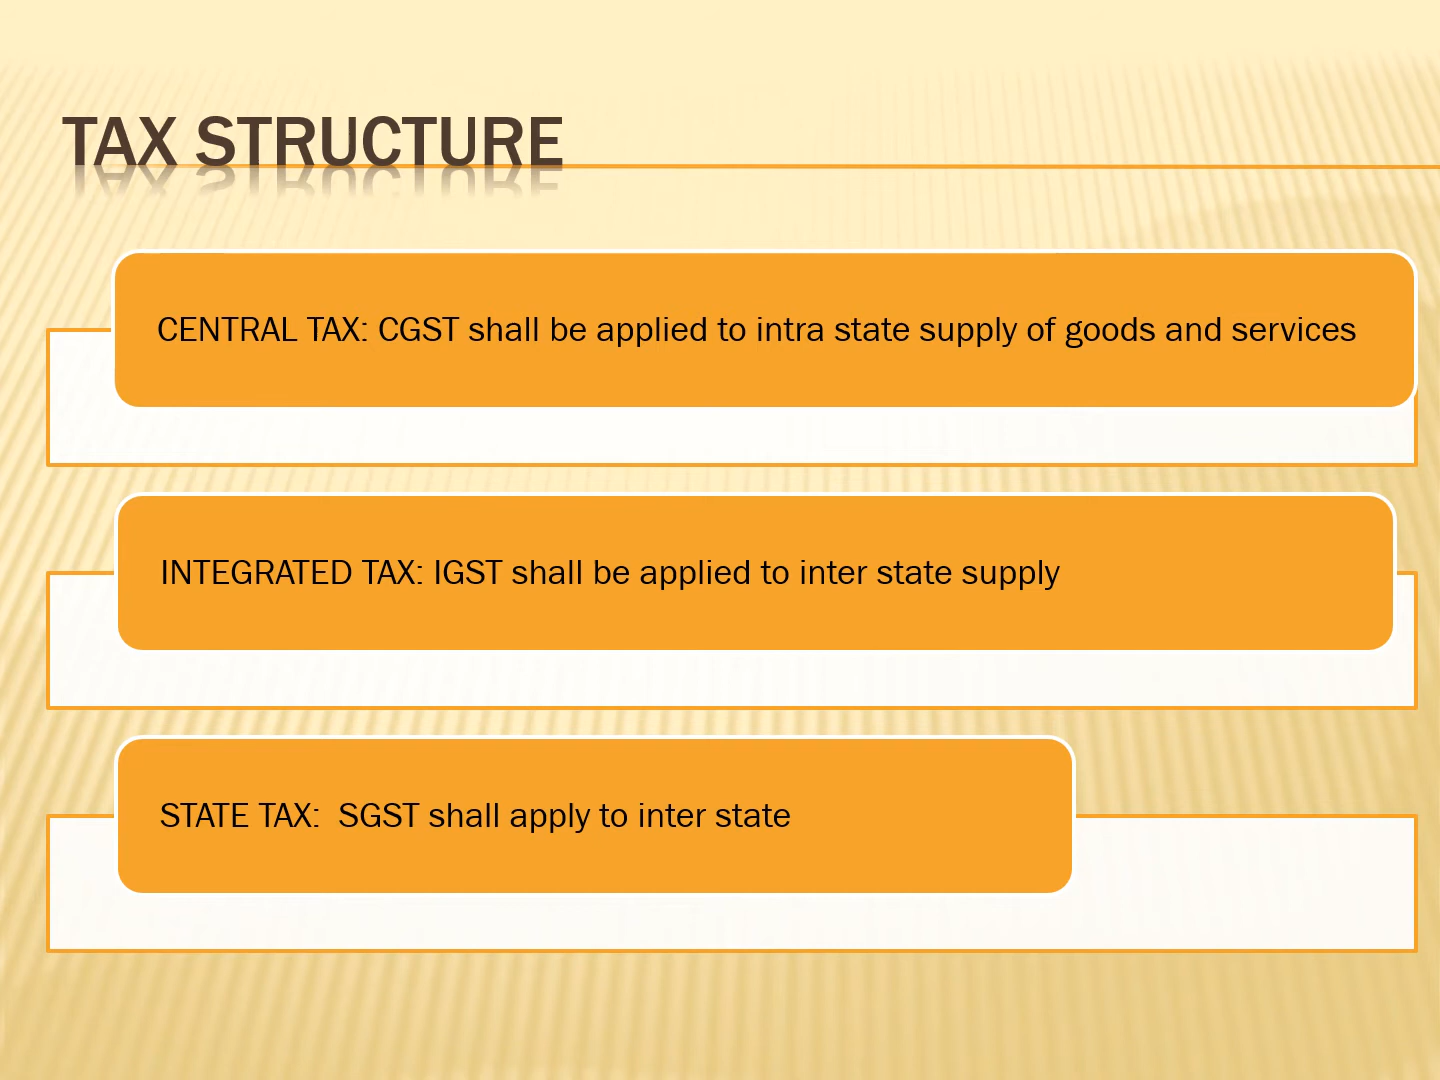 TAX STRUCTURE
CENTRAL TAX: CGST shall be applied to intra state supply of goods and services
INTEGRATED TAX: IGST shall be applied to inter state supply
STATE TAX:  SGST shall apply to inter state